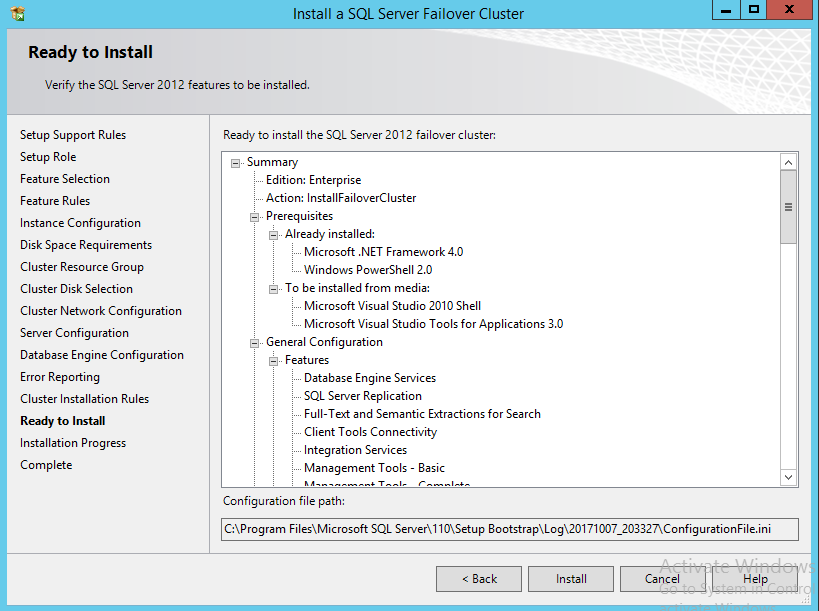 Install a SQL Server Failover Cluster
Ready to Install
Verify the SQL Server 2012 features to be installed.
Setup Support Rules
Setup Role
Feature Selection
Feature Rules
Instance Configuration
Disk Space Requirements
Cluster Resource Group
Cluster Disk Selection
Cluster Network Configuration
Server Configuration
Database Engine Configuration
Error Reporting
Cluster Installation Rules
Ready to Install
Installation Progress
Complete
Ready to install the SQL Server 2012 failover cluster:
Summary
Edition: Enterprise
Action: InstallFailoverCluster
Prerequisites
Already installed:
Microsoft .NET Framework 4.0
Windows PowerShell 2.0
To be installed from media:
Microsoft Visual Studio 2010 Shell
Microsoft Visual Studio Tools for Applications 3.0
General Configuration
Features
Database Engine Services
SQL Server Replication
Full-Text and Semantic Extractions for Search
Client Tools Connectivity
Integration Services
Management Tools - Basic
Management Tools - Complete
Configuration file path:
C:\Program Files\Microsoft SQL Server\110\Setup Bootstrap\Log\20171007_203327\ConfigurationFile.ini
< Back
Install
Cancel
Help
Activate Windows
Go to System in Contro